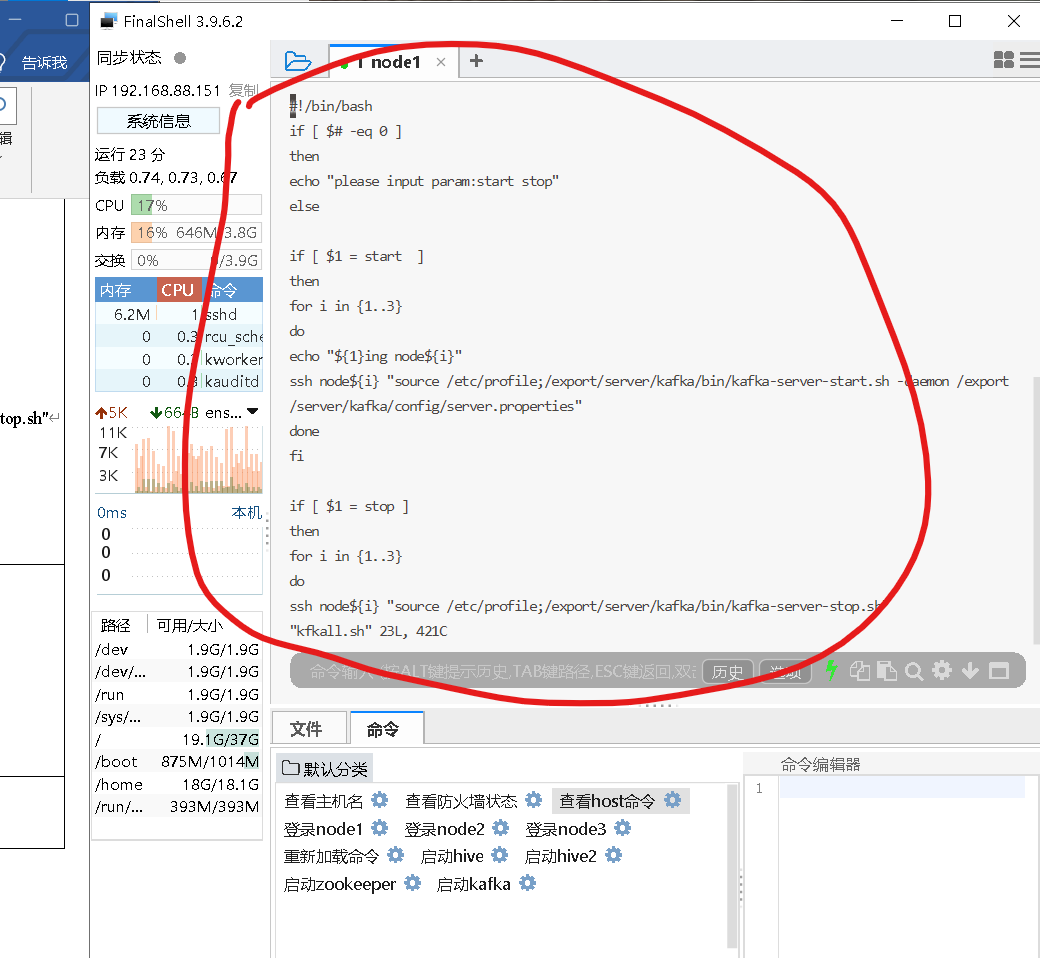 FinalShell 3.9.6.2
告诉我
同步状态
IP 192.168.88.151 复制
系统信息
运行 23 分
负载 0.74, 0.73, 0.67
CPU 17%
内存 16% 646M/3.8G
交换 0% 0/3.9G
内存 CPU 命令
6.2M 1 sshd
0 0.3 rcu_sche
0 kworker
0 0.3 kauditd
5K 664B ens...
11K
7K
3K
0ms 本机
0
0
0
路径 可用/大小
/dev 1.9G/1.9G
/dev/... 1.9G/1.9G
/run 1.9G/1.9G
/sys/... 1.9G/1.9G
/ 19.1G/37G
/boot 875M/1014M
/home 18G/18.1G
/run/... 393M/393M
辑
top.sh"
1 node1
#!/bin/bash
if [ $# -eq 0 ]
then
echo "please input param:start stop"
else
if [ $1 = start  ]
then
for i in {1..3}
do
echo "${1}ing node${i}"
ssh node${i} "source /etc/profile;/export/server/kafka/bin/kafka-server-start.sh -daemon /export
/server/kafka/config/server.properties"
done
fi
if [ $1 = stop ]
then
for i in {1..3}
do
ssh node${i} "source /etc/profile;/export/server/kafka/bin/kafka-server-stop.sh
"kfkall.sh" 23L, 421C
命令输入 (按ALT键提示历史,TAB键路径,ESC键返回,双击 历史 选项
文件 命令
默认分类
查看主机名 查看防火墙状态 查看host命令
登录node1 登录node2 登录node3
重新加载命令 启动hive 启动hive2
启动zookeeper 启动kafka
命令编辑器
1